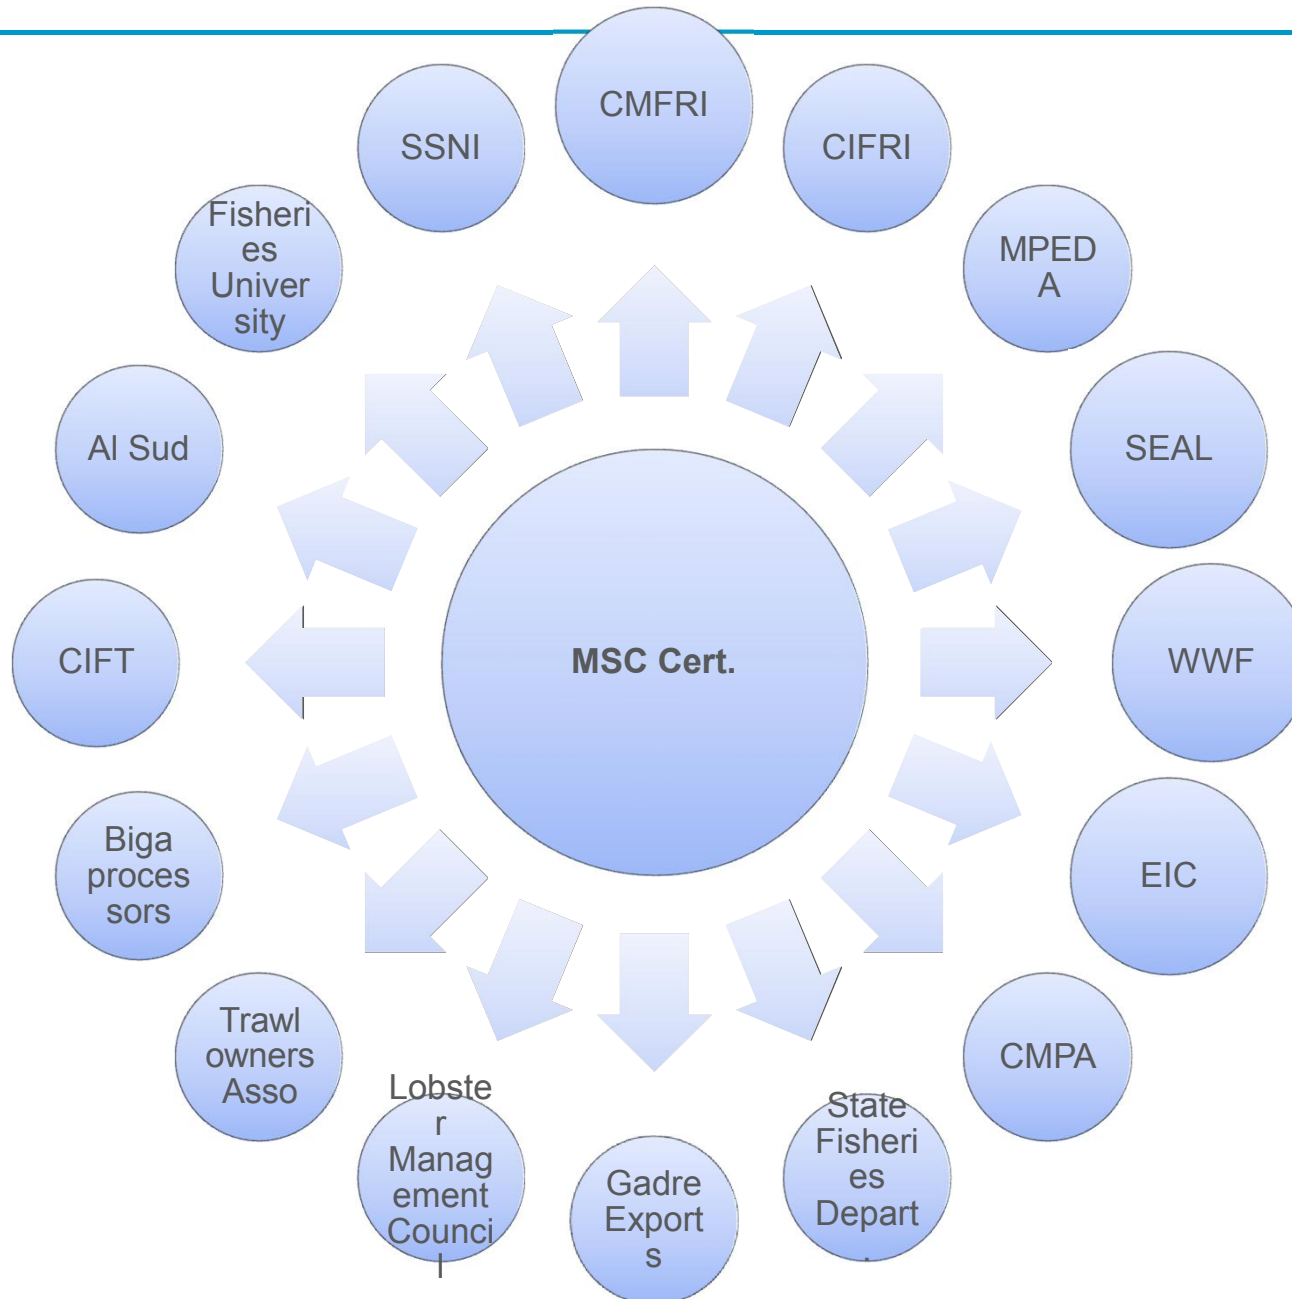 CMFRI
CIFRI
MPED
A
SEAL
WWF
EIC
CMPA
State
Fisheri
es
Depart
.
Gadre
Export
s
Lobste
r
Manag
ement
Counci
l
Trawl
owners
Asso
Biga
proces
sors
CIFT
Al Sud
Fisheri
es
Univer
sity
SSNI
MSC Cert.